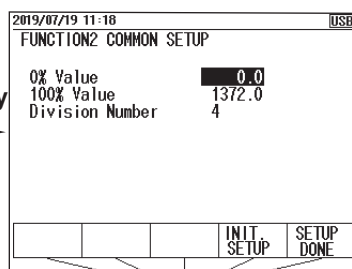 2019/07/19 11:18 USB
FUNCTION2 COMMON SETUP
0% Value 0.0
100% Value 1372.0
Division Number 4
INIT. SETUP
SETUP DONE